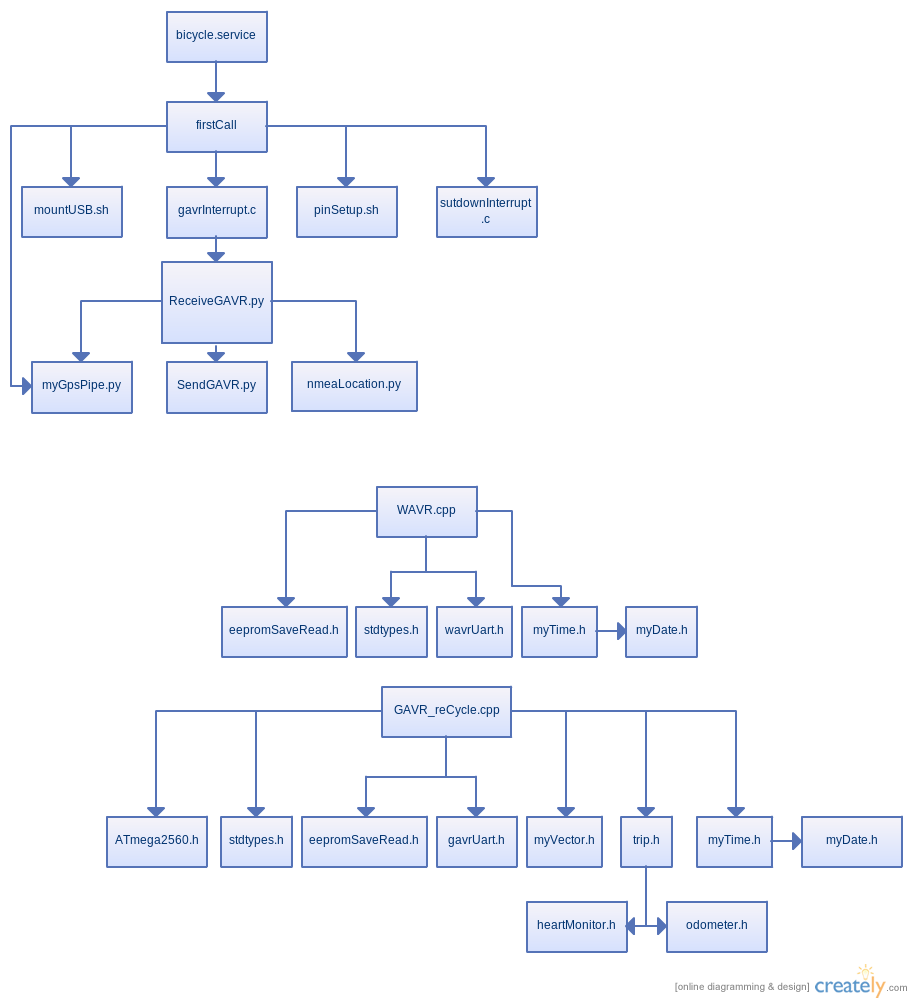 bicycle.service
firstCall
mountUSB.sh
gavrInterrupt.c
pinSetup.sh
sutdownInterrupt
.c
ReceiveGAVR.py
myGpsPipe.py
SendGAVR.py
nmeaLocation.py
WAVR.cpp
eepromSaveRead.h
stdtypes.h
wavrUart.h
myTime.h
myDate.h
GAVR_reCycle.cpp
ATmega2560.h
stdtypes.h
eepromSaveRead.h
gavrUart.h
myVector.h
trip.h
myTime.h
myDate.h
heartMonitor.h
odometer.h
[online diagramming & design] creately.com